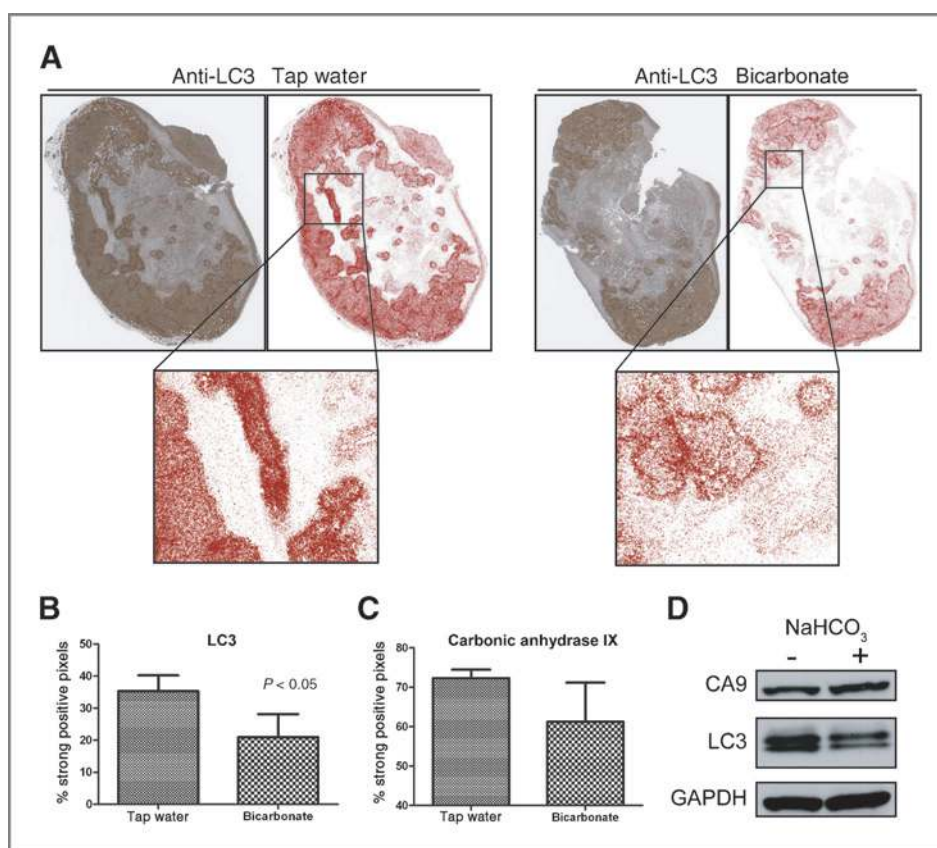 A
Anti-LC3 Tap water
Anti-LC3 Bicarbonate
B
LC3
% strong positive pixels
50
40
30
20
10
0
P < 0.05
Tap water
Bicarbonate
C
Carbonic anhydrase IX
% strong positive pixels
80
70
60
50
40
Tap water
Bicarbonate
D
NaHCO₃
- +
CA9
LC3
GAPDH